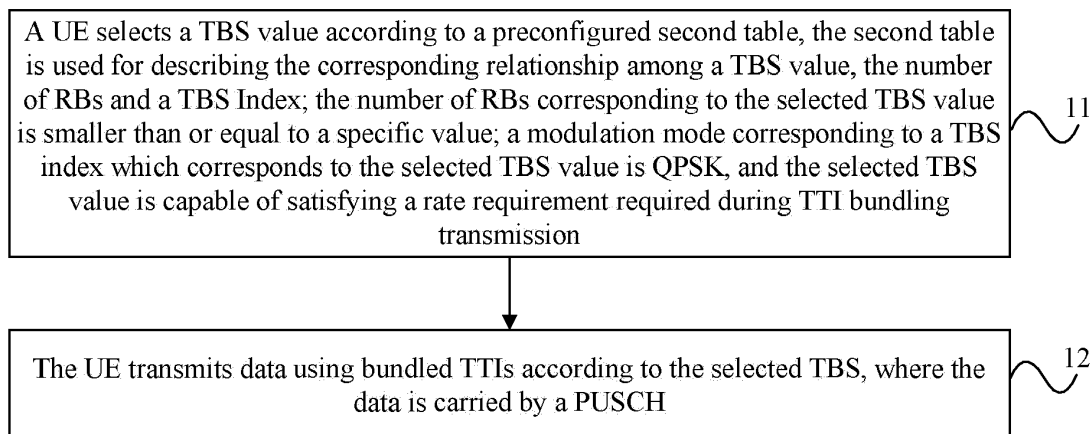 A UE selects a TBS value according to a preconfigured second table, the second table
is used for describing the corresponding relationship among a TBS value, the number
of RBs and a TBS Index; the number of RBs corresponding to the selected TBS value
is smaller than or equal to a specific value; a modulation mode corresponding to a TBS
index which corresponds to the selected TBS value is QPSK, and the selected TBS
value is capable of satisfying a rate requirement required during TTI bundling
transmission
11
The UE transmits data using bundled TTIs according to the selected TBS, where the
data is carried by a PUSCH
12